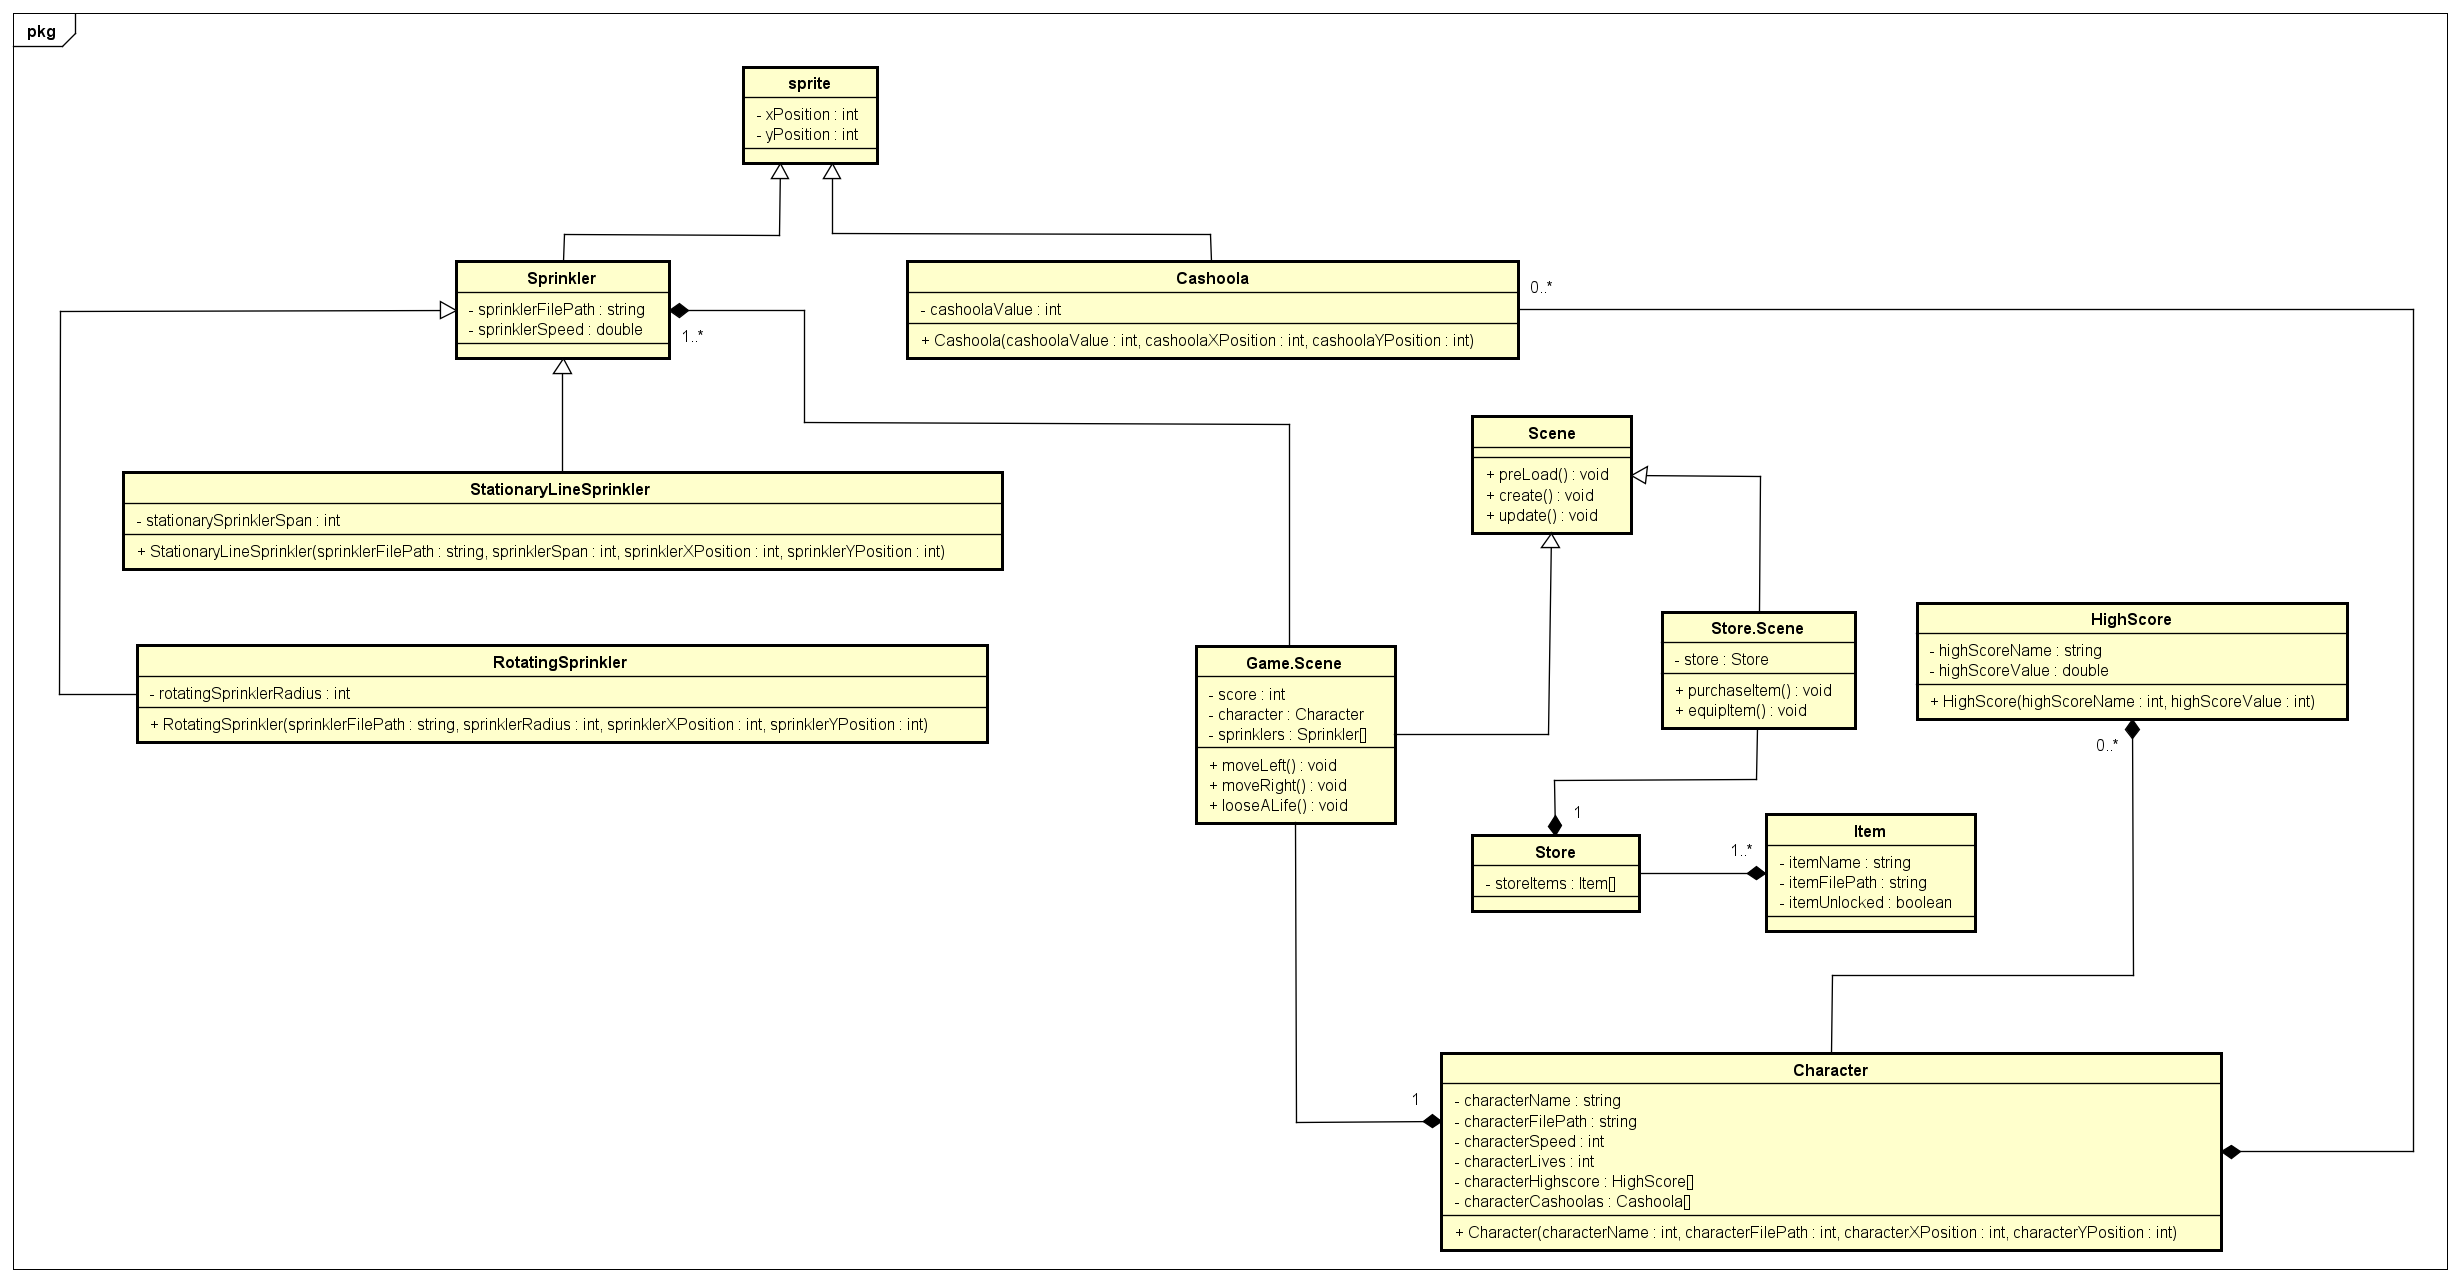 pkg
sprite
- xPosition : int
- yPosition : int
Sprinkler
- sprinklerFilePath : string
- sprinklerSpeed : double
1..*
Cashoola
- cashoolaValue : int
+ Cashoola(cashoolaValue : int, cashoolaXPosition : int, cashoolaYPosition : int)
0..*
Scene
+ preLoad() : void
+ create() : void
+ update() : void
StationaryLineSprinkler
- stationarySprinklerSpan : int
+ StationaryLineSprinkler(sprinklerFilePath : string, sprinklerSpan : int, sprinklerXPosition : int, sprinklerYPosition : int)
RotatingSprinkler
- rotatingSprinklerRadius : int
+ RotatingSprinkler(sprinklerFilePath : string, sprinklerRadius : int, sprinklerXPosition : int, sprinklerYPosition : int)
Game.Scene
- score : int
- character : Character
- sprinklers : Sprinkler[]
+ moveLeft() : void
+ moveRight() : void
+ looseALife() : void
Store.Scene
- store : Store
+ purchaseItem() : void
+ equipItem() : void
HighScore
- highScoreName : string
- highScoreValue : double
+ HighScore(highScoreName : int, highScoreValue : int)
0..*
1
Store
- storeItems : Item[]
1..*
Item
- itemName : string
- itemFilePath : string
- itemUnlocked : boolean
1
Character
- characterName : string
- characterFilePath : string
- characterSpeed : int
- characterLives : int
- characterHighscore : HighScore[]
- characterCashoolas : Cashoola[]
+ Character(characterName : int, characterFilePath : int, characterXPosition : int, characterYPosition : int)